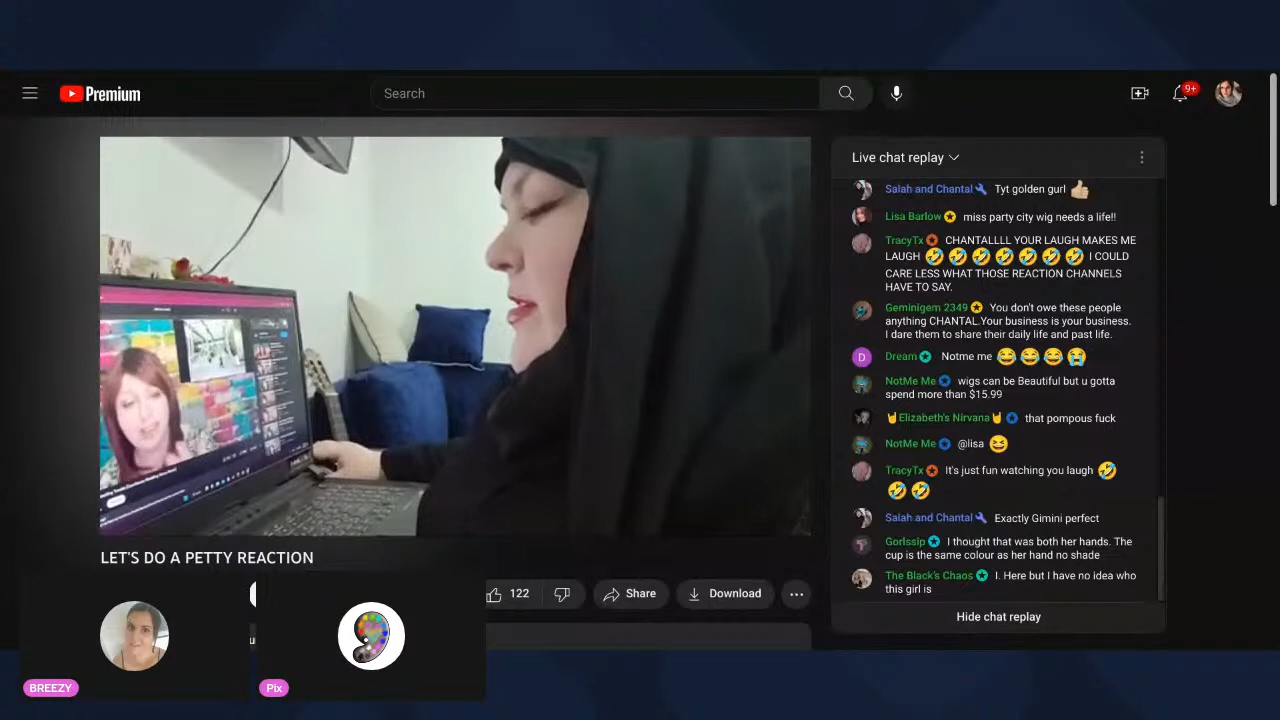 Premium
Search
9+
Live chat replay
Salah and Chantal Tyt golden gurl 👍
Lisa Barlow miss party city wig needs a life!!
TracyTx CHANTALLLL YOUR LAUGH MAKES ME
LAUGH 🤣🤣🤣🤣🤣🤣🤣 I COULD
CARE LESS WHAT THOSE REACTION CHANNELS
HAVE TO SAY.
Geminigem 2349 You don't owe these people
anything CHANTAL.Your business is your business.
I dare them to share their daily life and past life.
D Dream Notme me 😂😂😂😭
NotMe Me wigs can be Beautiful but u gotta
spend more than $15.99
🤘Elizabeth's Nirvana🤘 that pompous fuck
NotMe Me @lisa 😆
TracyTx It's just fun watching you laugh 🤣
🤣🤣
Salah and Chantal Exactly Gimini perfect
Gorlssip I thought that was both her hands. The
cup is the same colour as her hand no shade
The Black's Chaos I. Here but I have no idea who
this girl is
Hide chat replay
LET'S DO A PETTY REACTION
122
Share
Download
BREEZY
Pix